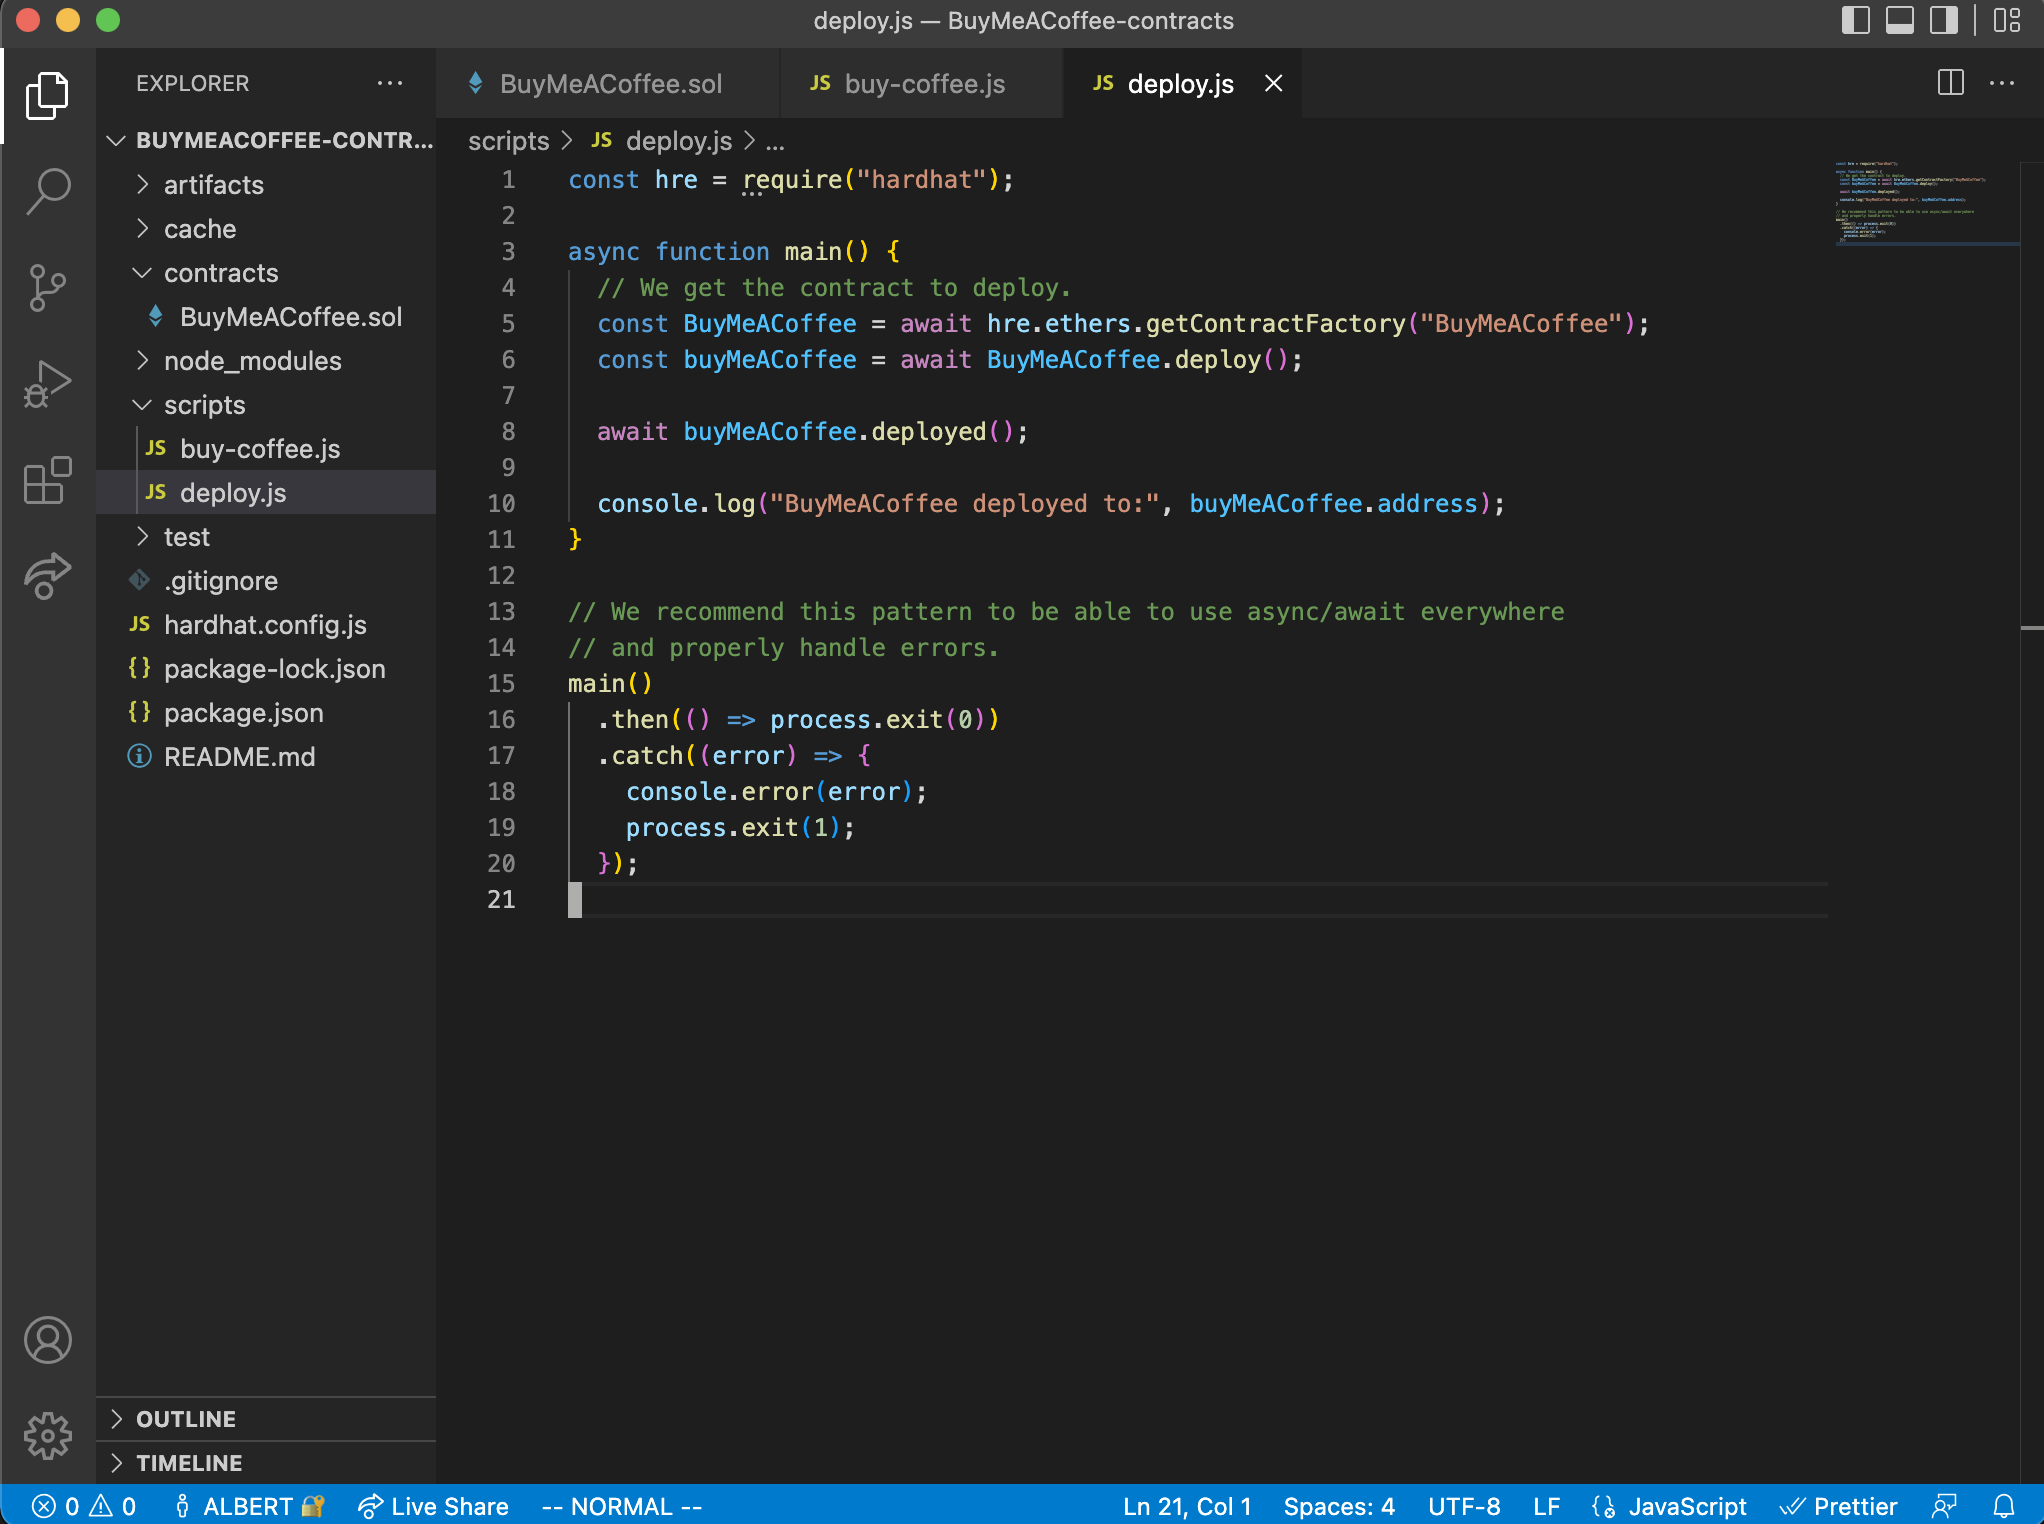 deploy.js — BuyMeACoffee-contracts
EXPLORER
BUYMEACOFFEE-CONTR...
artifacts
cache
contracts
BuyMeACoffee.sol
node_modules
scripts
JS buy-coffee.js
JS deploy.js
test
.gitignore
JS hardhat.config.js
{} package-lock.json
{} package.json
README.md
OUTLINE
TIMELINE
BuyMeACoffee.sol
JS buy-coffee.js
JS deploy.js
scripts > JS deploy.js > ...
1 const hre = require("hardhat");
2
3 async function main() {
4 // We get the contract to deploy.
5 const BuyMeACoffee = await hre.ethers.getContractFactory("BuyMeACoffee");
6 const buyMeACoffee = await BuyMeACoffee.deploy();
7
8 await buyMeACoffee.deployed();
9
10 console.log("BuyMeACoffee deployed to:", buyMeACoffee.address);
11 }
12
13 // We recommend this pattern to be able to use async/await everywhere
14 // and properly handle errors.
15 main()
16 .then(() => process.exit(0))
17 .catch((error) => {
18 console.error(error);
19 process.exit(1);
20 });
21
0 0 ALBERT 🔐 Live Share -- NORMAL -- Ln 21, Col 1 Spaces: 4 UTF-8 LF JavaScript Prettier